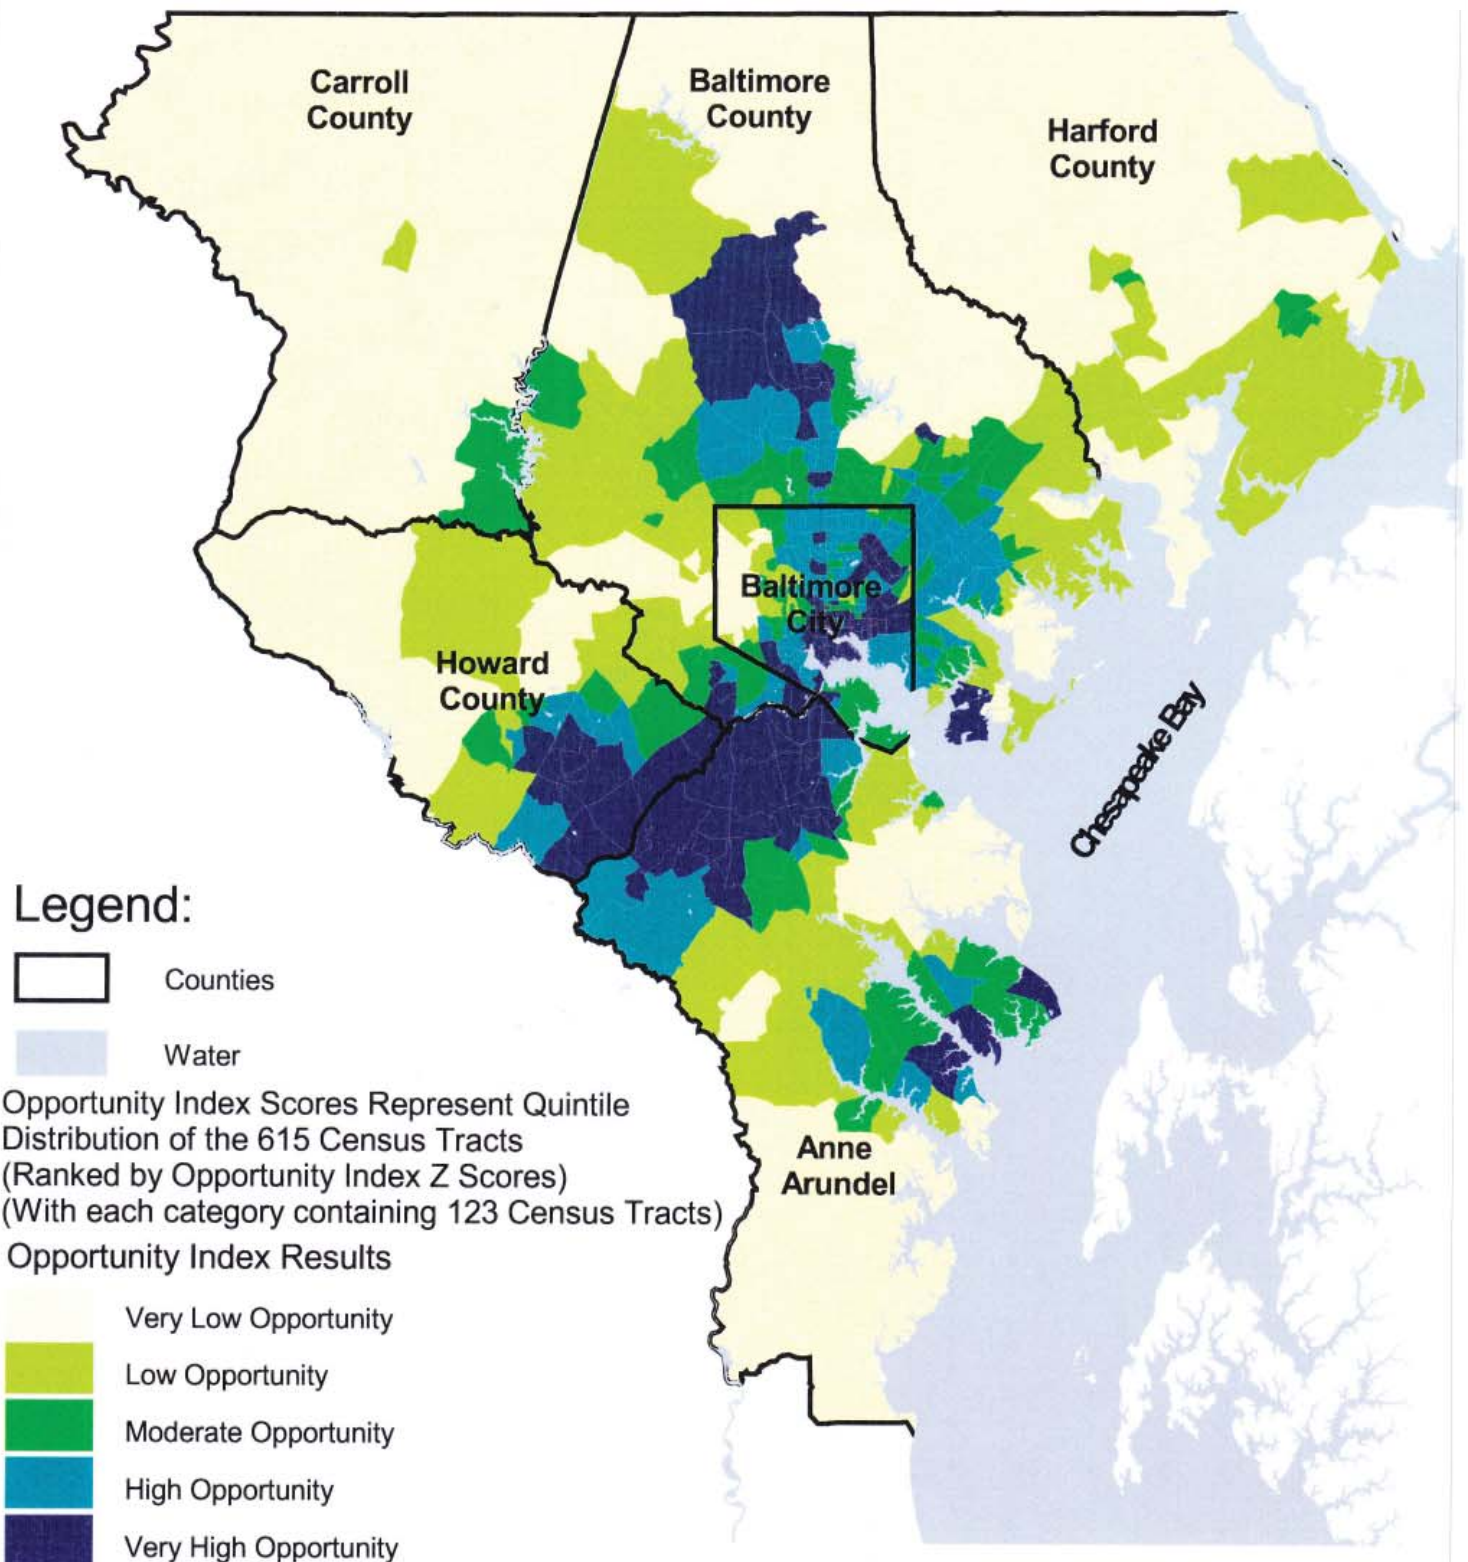 Carroll
County
Baltimore
County
Harford
County
Baltimore
City
Howard
County
Chesapeake Bay
Anne
Arundel
Legend:
Counties
Water
Opportunity Index Scores Represent Quintile
Distribution of the 615 Census Tracts
(Ranked by Opportunity Index Z Scores)
(With each category containing 123 Census Tracts)
Opportunity Index Results
Very Low Opportunity
Low Opportunity
Moderate Opportunity
High Opportunity
Very High Opportunity